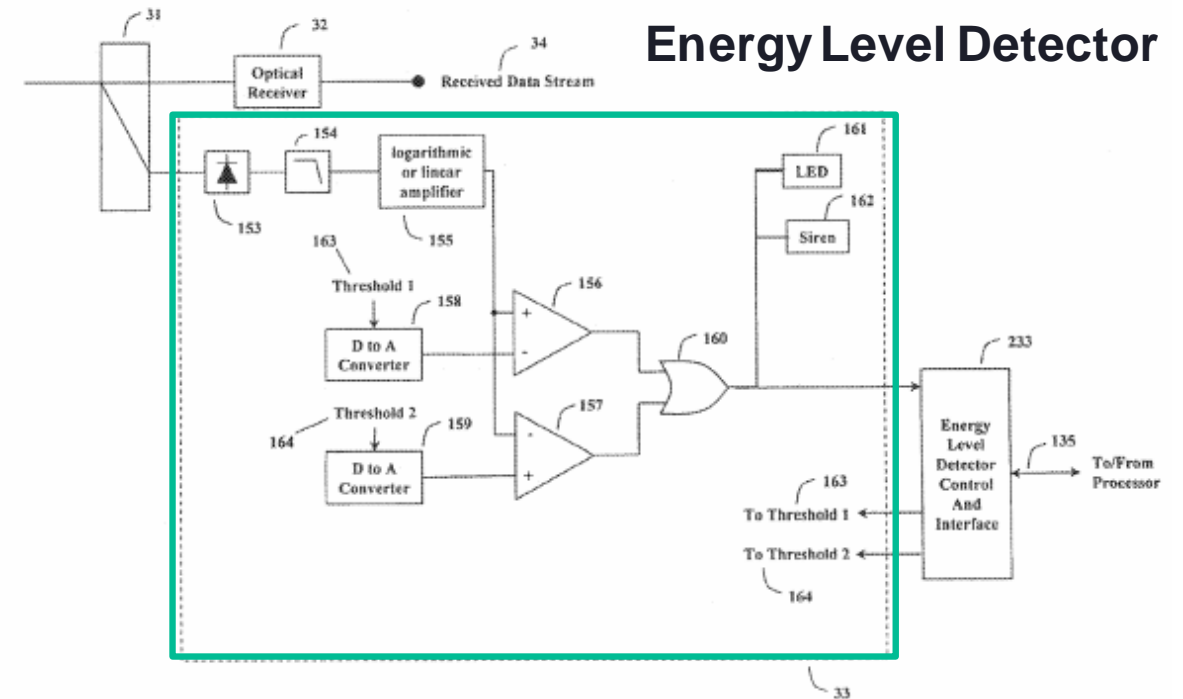 Energy Level Detector
31
32
34
Optical
Receiver
Received Data Stream
154
161
logarithmic
or linear
amplifier
LED
162
153
155
Siren
163
Threshold 1
156
158
D to A
Converter
+
-
160
233
Threshold 2
157
164
159
-
Energy
Level
Detector
Control
And
Interface
135
D to A
Converter
+
To/From
Processor
163
To Threshold 1
To Threshold 2
164
33